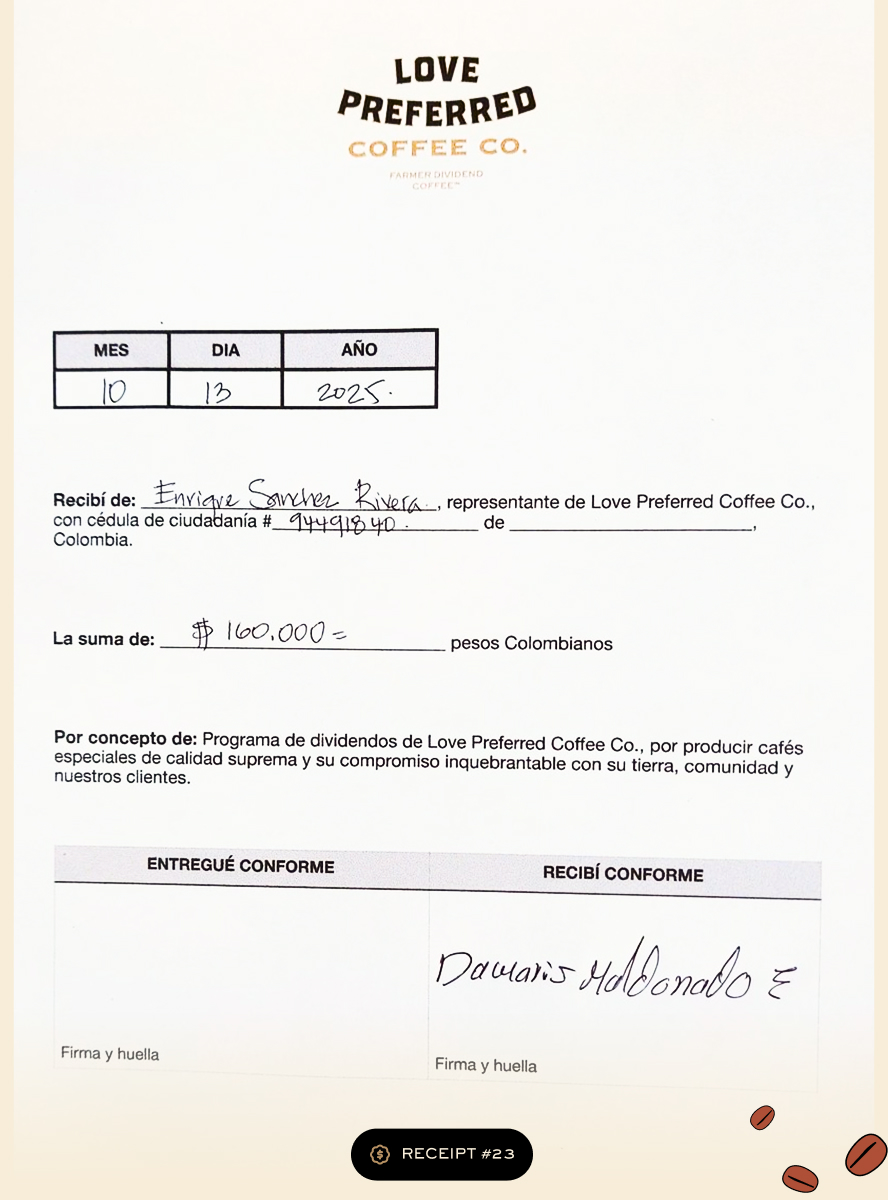 LOVE
PREFERRED
COFFEE CO.
FARMER DIVIDEND
COFFEE™
MES DIA AÑO
10 13 2025.
Recibí de: Enrique Sanchez Rivera., representante de Love Preferred Coffee Co.,
con cédula de ciudadanía # 94491840. de ,
Colombia.
La suma de: $ 160.000= pesos Colombianos
Por concepto de: Programa de dividendos de Love Preferred Coffee Co., por producir cafés
especiales de calidad suprema y su compromiso inquebrantable con su tierra, comunidad y
nuestros clientes.
ENTREGUÉ CONFORME RECIBÍ CONFORME
Damaris Maldonado E
Firma y huella Firma y huella
$ RECEIPT #23